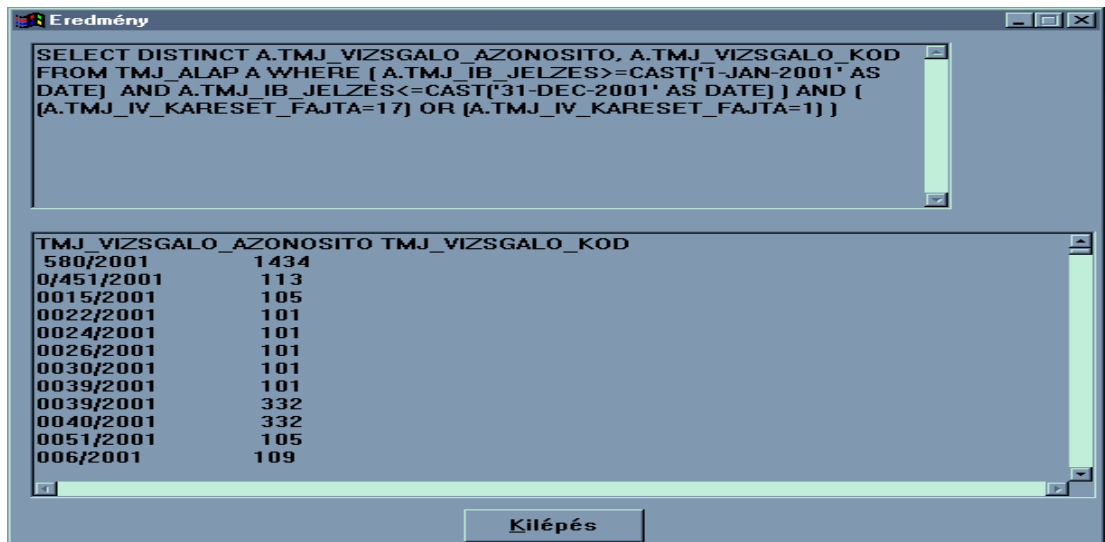 Eredmény
SELECT DISTINCT A.TMJ_VIZSGALO_AZONOSITO, A.TMJ_VIZSGALO_KOD
FROM TMJ_ALAP A WHERE ( A.TMJ_IB_JELZES>=CAST('1-JAN-2001' AS
DATE)  AND A.TMJ_IB_JELZES<=CAST('31-DEC-2001' AS DATE) ) AND (
(A.TMJ_IV_KARESET_FAJTA=17) OR (A.TMJ_IV_KARESET_FAJTA=1) )
TMJ_VIZSGALO_AZONOSITO TMJ_VIZSGALO_KOD
580/2001 1434
0/451/2001 113
0015/2001 105
0022/2001 101
0024/2001 101
0026/2001 101
0030/2001 101
0039/2001 101
0039/2001 332
0040/2001 332
0051/2001 105
006/2001 109
Kilépés